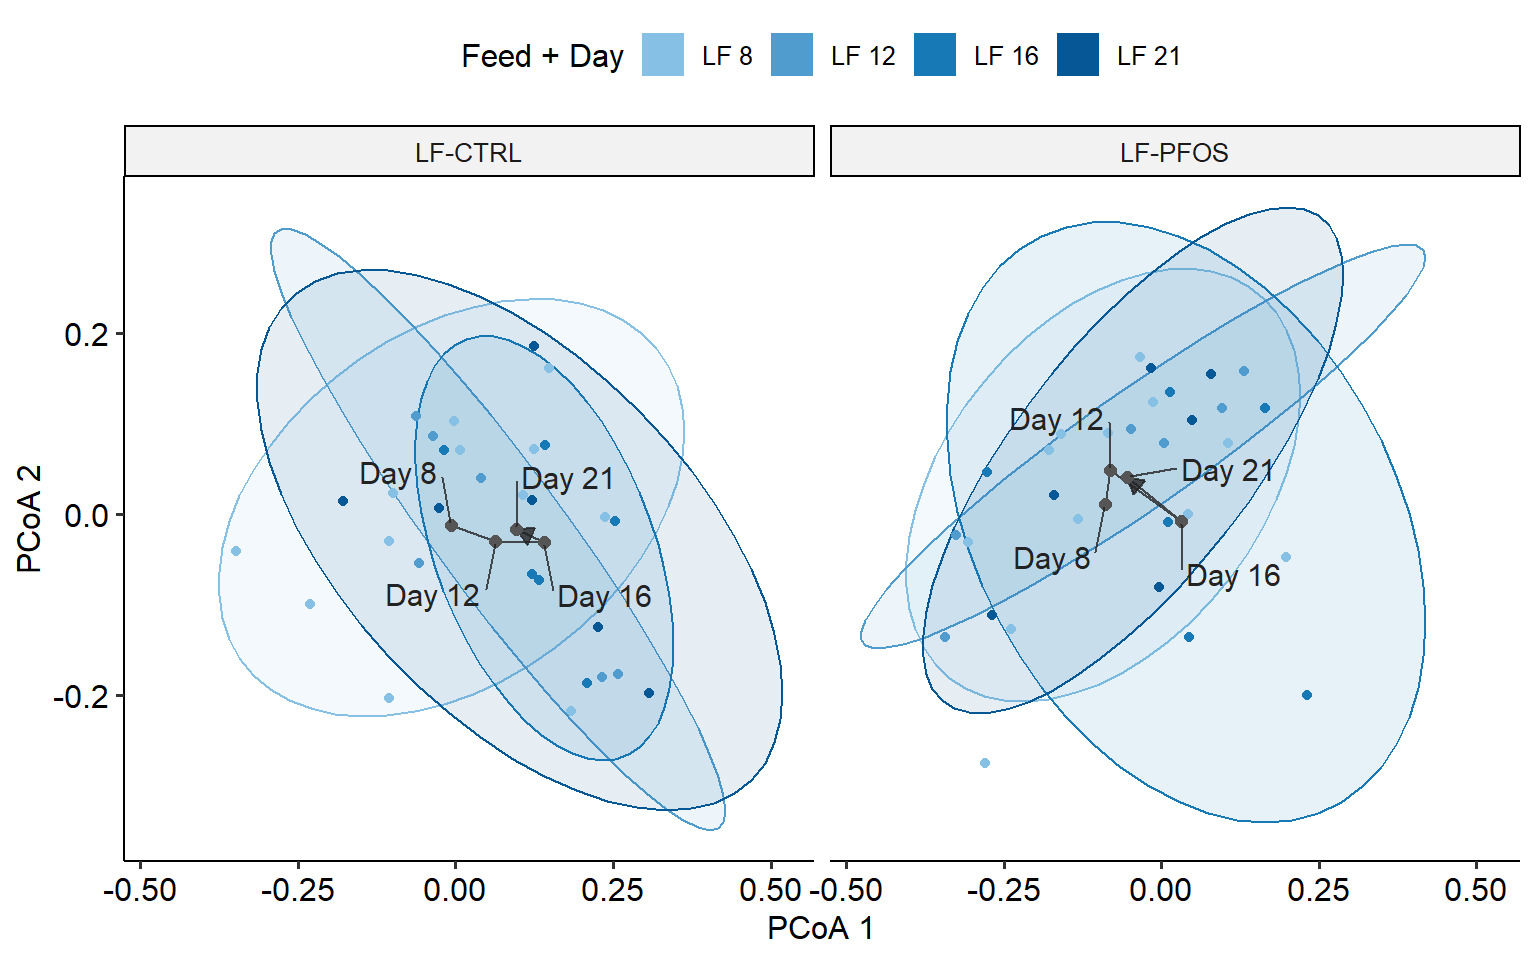 Feed + Day LF 8 LF 12 LF 16 LF 21
LF-CTRL LF-PFOS
PCoA 2
0.2
0.0
-0.2
Day 8
Day 21
Day 12
Day 16
Day 12
Day 21
Day 8
Day 16
-0.50 -0.25 0.00 0.25 0.50 -0.50 -0.25 0.00 0.25 0.50
PCoA 1